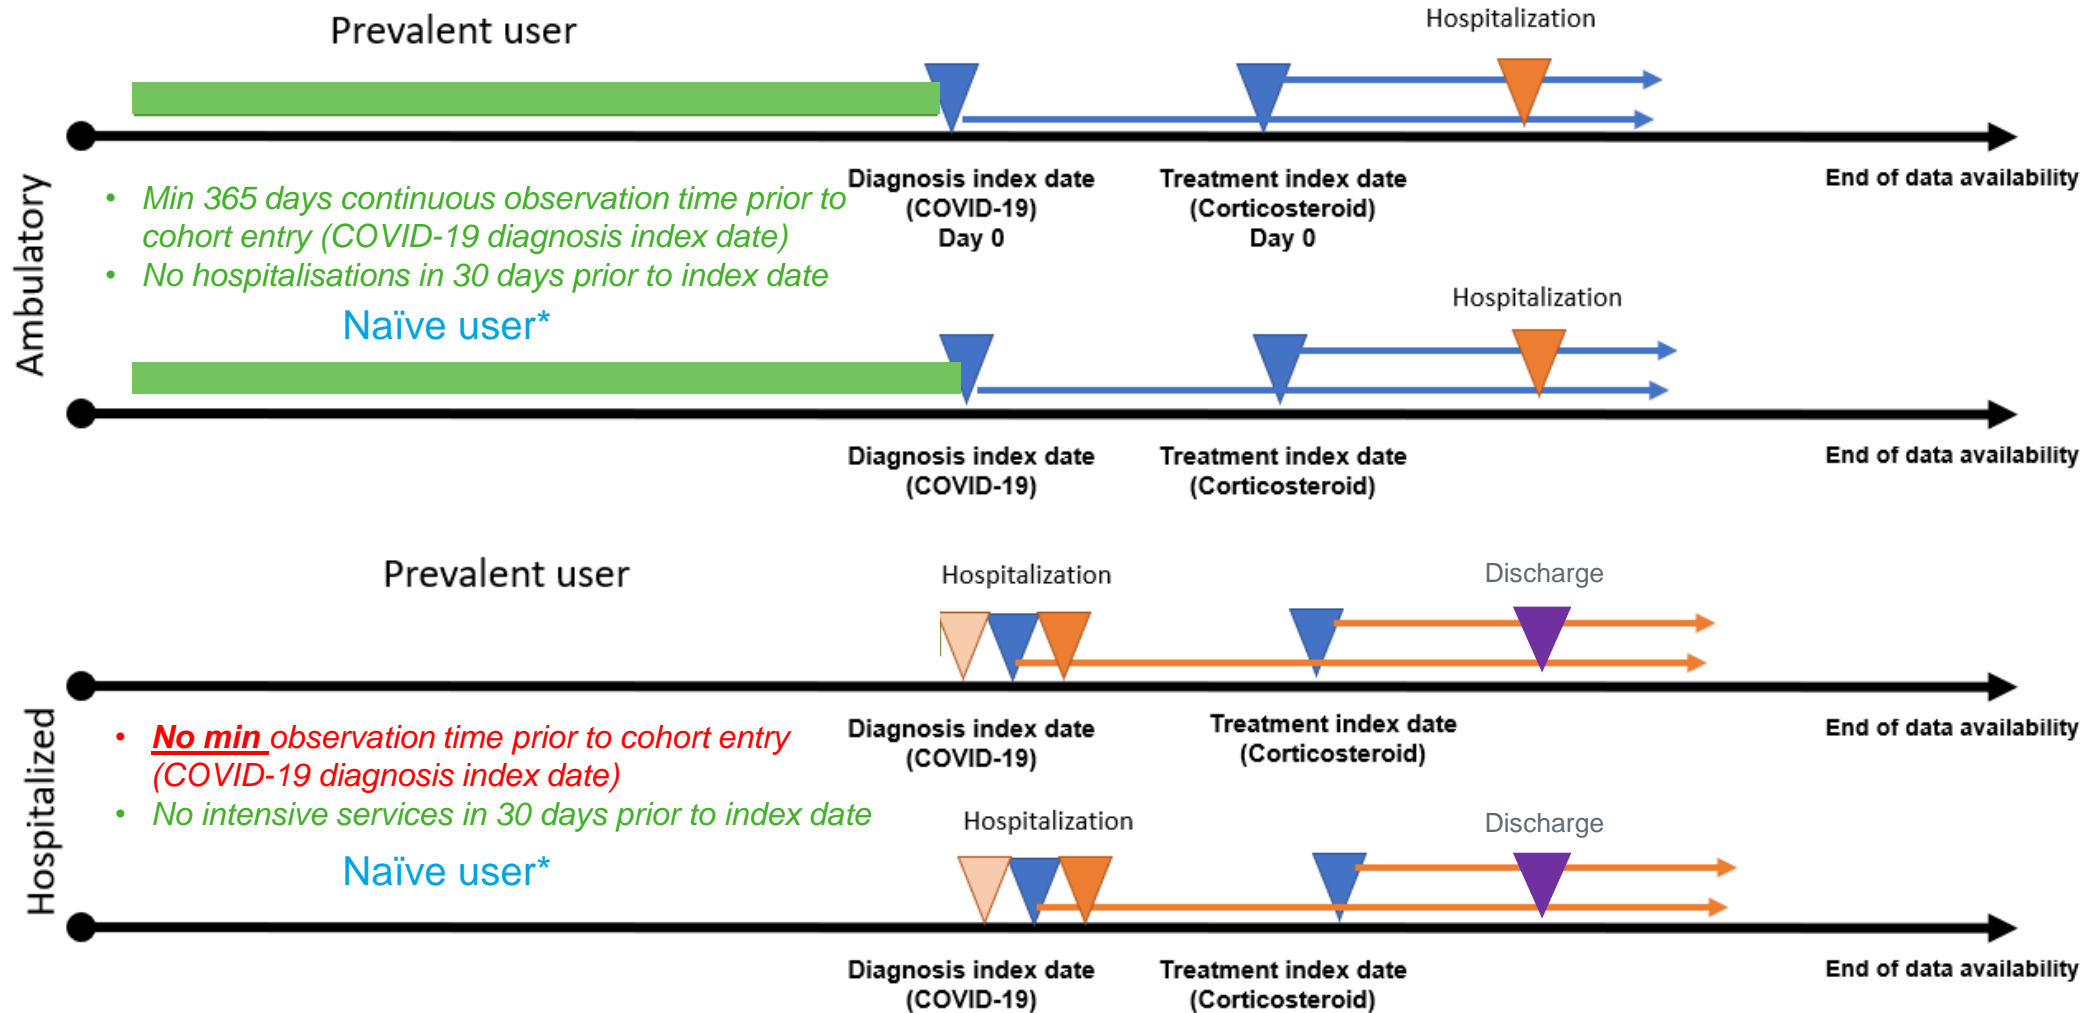 Prevalent user
Hospitalization
Ambulatory
Diagnosis index date
(COVID-19)
Day 0
Treatment index date
(Corticosteroid)
Day 0
End of data availability
• Min 365 days continuous observation time prior to
cohort entry (COVID-19 diagnosis index date)
• No hospitalisations in 30 days prior to index date
Naïve user*
Hospitalization
Diagnosis index date
(COVID-19)
Treatment index date
(Corticosteroid)
End of data availability
Prevalent user
Hospitalization
Discharge
Hospitalized
Diagnosis index date
(COVID-19)
Treatment index date
(Corticosteroid)
End of data availability
• No min observation time prior to cohort entry
(COVID-19 diagnosis index date)
• No intensive services in 30 days prior to index date
Naïve user*
Hospitalization
Discharge
Diagnosis index date
(COVID-19)
Treatment index date
(Corticosteroid)
End of data availability